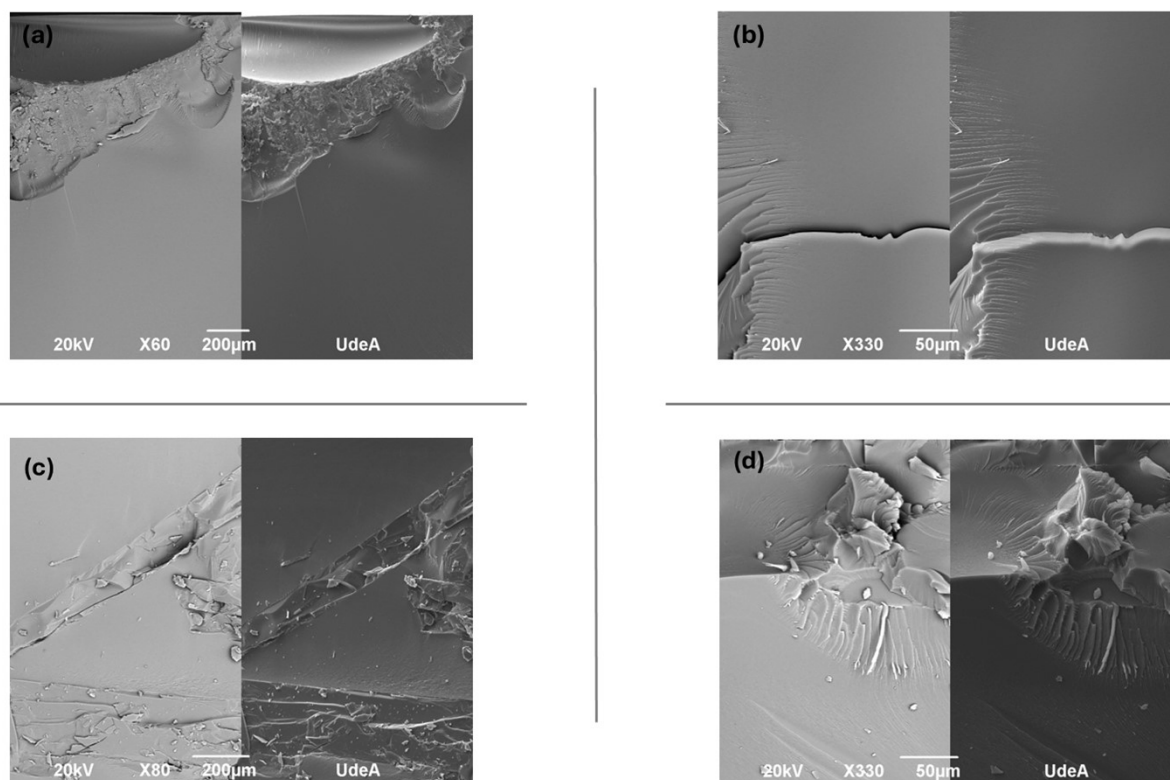 (a)
20kV X60 200µm UdeA
(b)
20kV X330 50µm UdeA
(c)
20kV X80 200µm UdeA
(d)
20kV X330 50µm UdeA